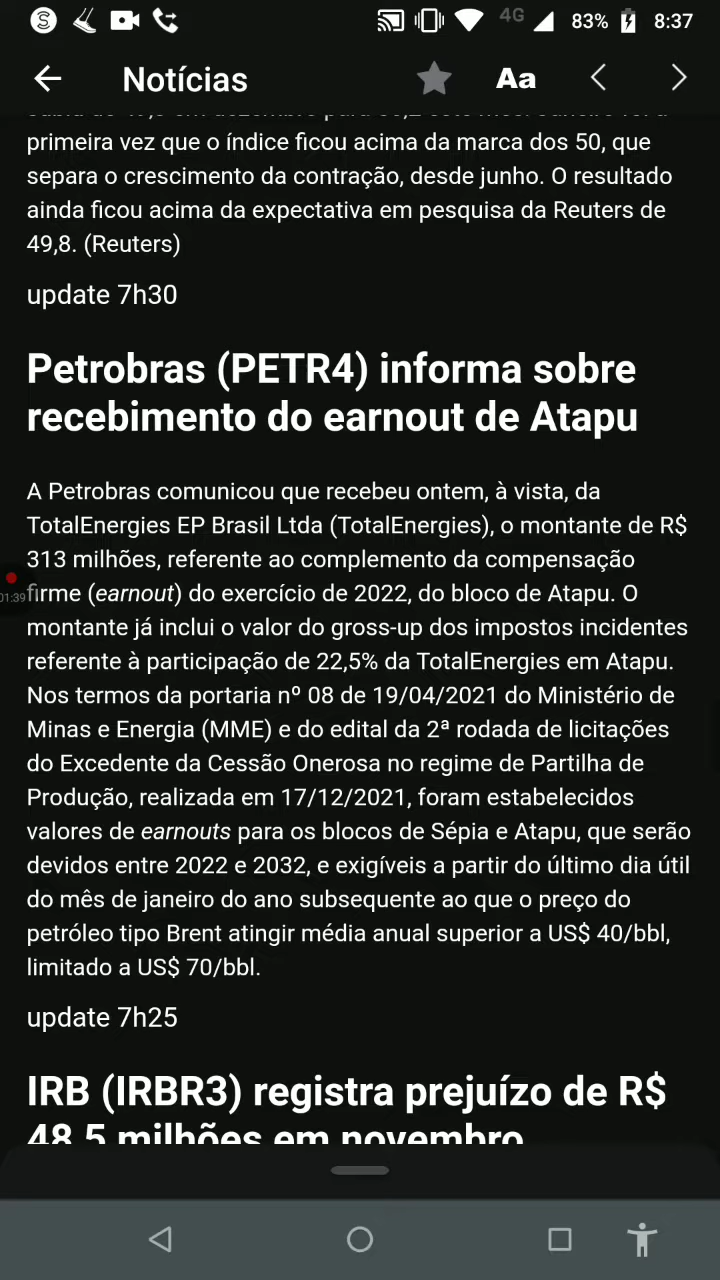 4G 83% 8:37
Notícias Aa
primeira vez que o índice ficou acima da marca dos 50, que
separa o crescimento da contração, desde junho. O resultado
ainda ficou acima da expectativa em pesquisa da Reuters de
49,8. (Reuters)
update 7h30
Petrobras (PETR4) informa sobre
recebimento do earnout de Atapu
A Petrobras comunicou que recebeu ontem, à vista, da
TotalEnergies EP Brasil Ltda (TotalEnergies), o montante de R$
313 milhões, referente ao complemento da compensação
01:39
firme (earnout) do exercício de 2022, do bloco de Atapu. O
montante já inclui o valor do gross-up dos impostos incidentes
referente à participação de 22,5% da TotalEnergies em Atapu.
Nos termos da portaria nº 08 de 19/04/2021 do Ministério de
Minas e Energia (MME) e do edital da 2ª rodada de licitações
do Excedente da Cessão Onerosa no regime de Partilha de
Produção, realizada em 17/12/2021, foram estabelecidos
valores de earnouts para os blocos de Sépia e Atapu, que serão
devidos entre 2022 e 2032, e exigíveis a partir do último dia útil
do mês de janeiro do ano subsequente ao que o preço do
petróleo tipo Brent atingir média anual superior a US$ 40/bbl,
limitado a US$ 70/bbl.
update 7h25
IRB (IRBR3) registra prejuízo de R$
48,5 milhões em novembro